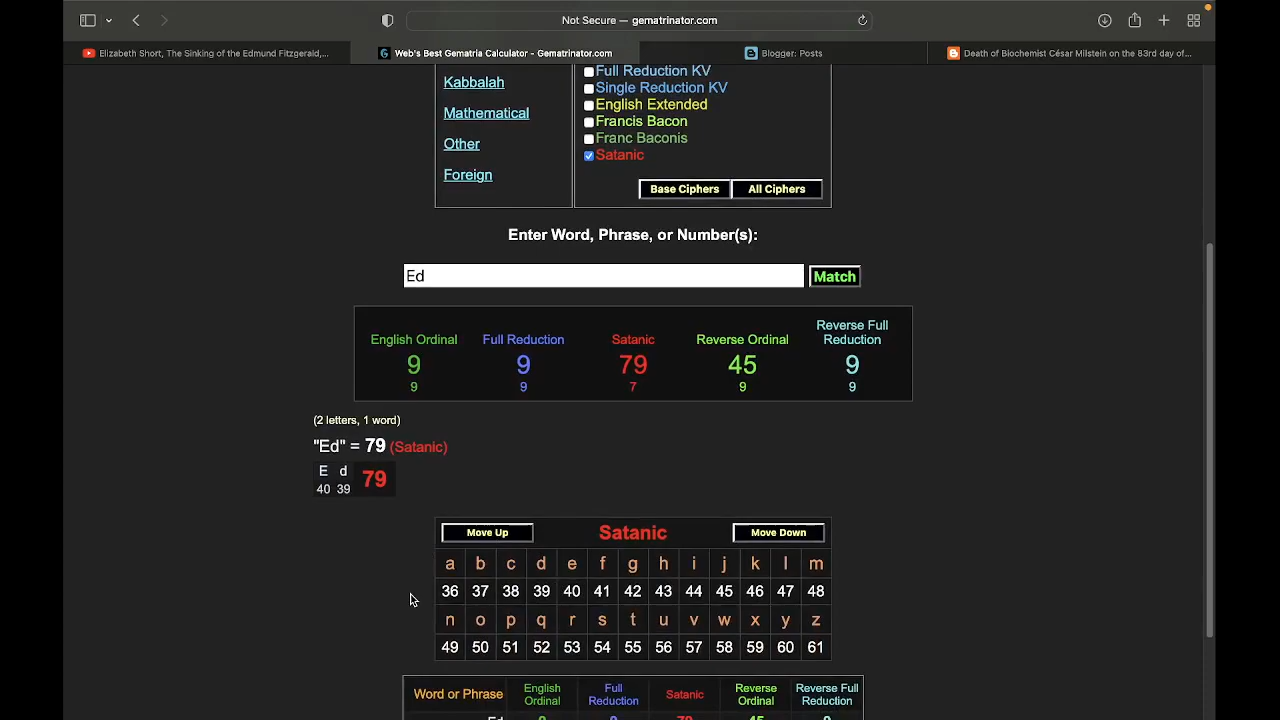 Not Secure — gematrinator.com
Elizabeth Short, The Sinking of the Edmund Fitzgerald,...
Web's Best Gematria Calculator - Gematrinator.com
Blogger: Posts
Death of Biochemist César Milstein on the 83rd day of...
Kabbalah
Mathematical
Other
Foreign
Full Reduction KV
Single Reduction KV
English Extended
Francis Bacon
Franc Baconis
Satanic
Base Ciphers All Ciphers
Enter Word, Phrase, or Number(s):
Ed Match
English Ordinal Full Reduction Satanic Reverse Ordinal Reverse Full Reduction
9 9 79 45 9
9 9 7 9 9
(2 letters, 1 word)
"Ed" = 79 (Satanic)
E d 79
40 39
Move Up Satanic Move Down
a b c d e f g h i j k l m
36 37 38 39 40 41 42 43 44 45 46 47 48
n o p q r s t u v w x y z
49 50 51 52 53 54 55 56 57 58 59 60 61
Word or Phrase English Ordinal Full Reduction Satanic Reverse Ordinal Reverse Full Reduction
Ed 9 9 79 45 9